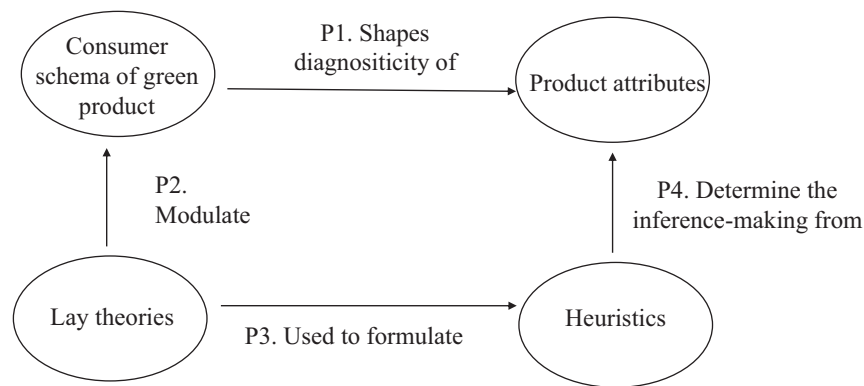 Consumer
schema of green
product
P1. Shapes
diagnositicity of
Product attributes
P2.
Modulate
P4. Determine the
inference-making from
Lay theories
P3. Used to formulate
Heuristics